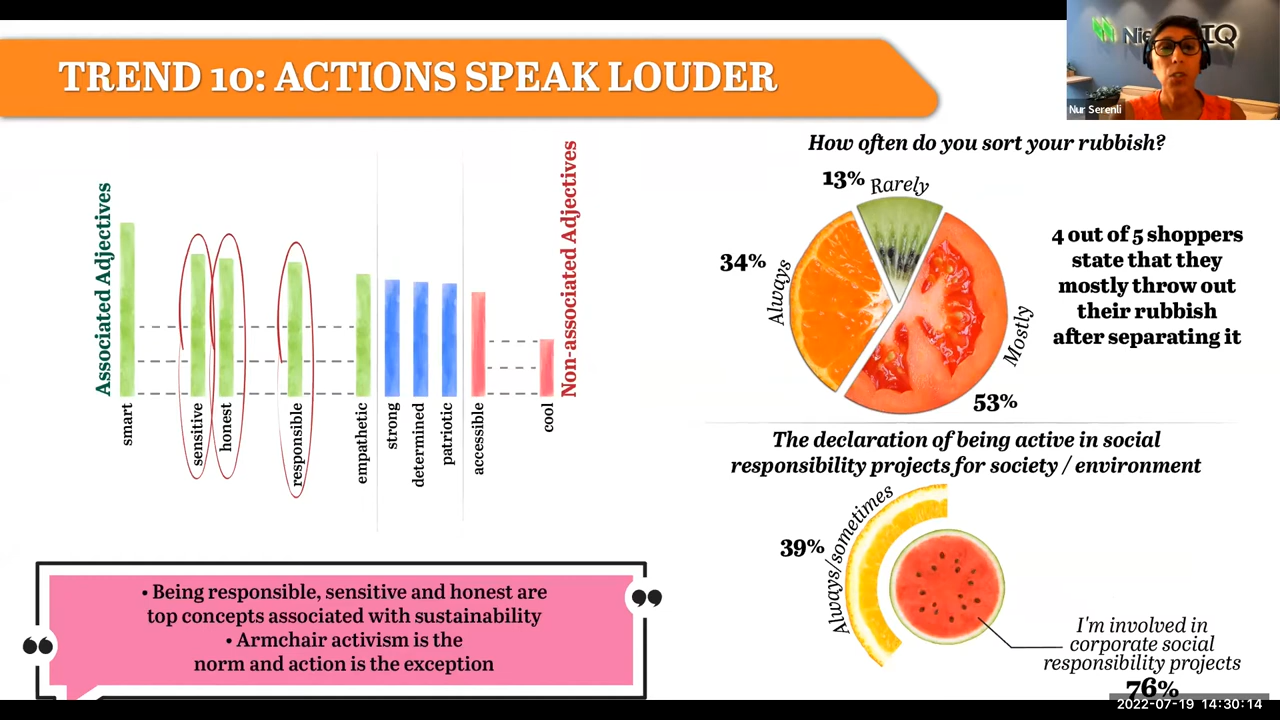 TREND 10: ACTIONS SPEAK LOUDER
IQ
Nur Serenli
Associated Adjectives
Non-associated Adjectives
smart
sensitive
honest
responsible
empathetic
strong
determined
patriotic
accessible
cool
• Being responsible, sensitive and honest are
top concepts associated with sustainability
• Armchair activism is the
norm and action is the exception
How often do you sort your rubbish?
13% Rarely
34% Always
Mostly
53%
4 out of 5 shoppers
state that they
mostly throw out
their rubbish
after separating it
The declaration of being active in social
responsibility projects for society / environment
39% Always/sometimes
I'm involved in
corporate social
responsibility projects
76%
2022-07-19 14:30:14